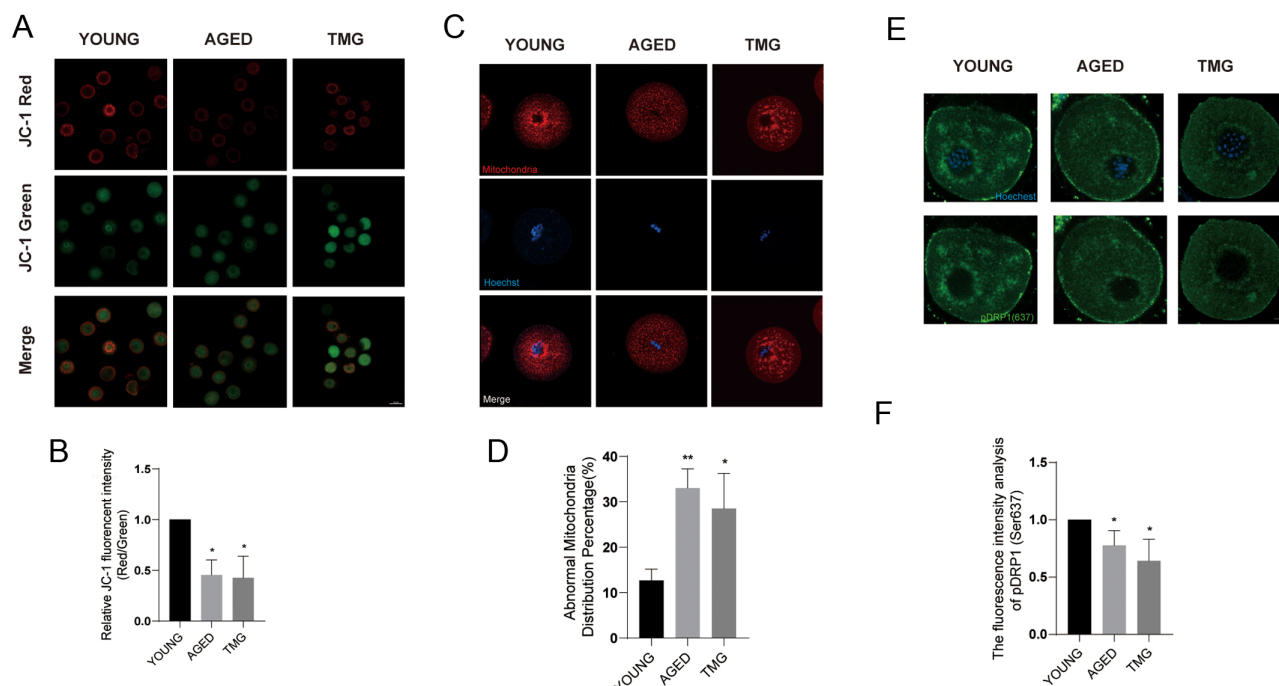 A
YOUNG AGED TMG
JC-1 Red
JC-1 Green
Merge
B
Relative JC-1 fluorencent intensity
(Red/Green)
1.5
1.0
0.5
0.0
* *
YOUNG AGED TMG
C
YOUNG AGED TMG
Mitochondria
Hoechst
Merge
D
Abnormal Mitochondria
Distribution Percentage(%)
40
30
20
10
0
** *
YOUNG AGED TMG
E
YOUNG AGED TMG
Hoechest
pDRP1(637)
F
The fluorescence intensity analysis
of pDRP1 (Ser637)
1.5
1.0
0.5
0.0
* *
YOUNG AGED TMG